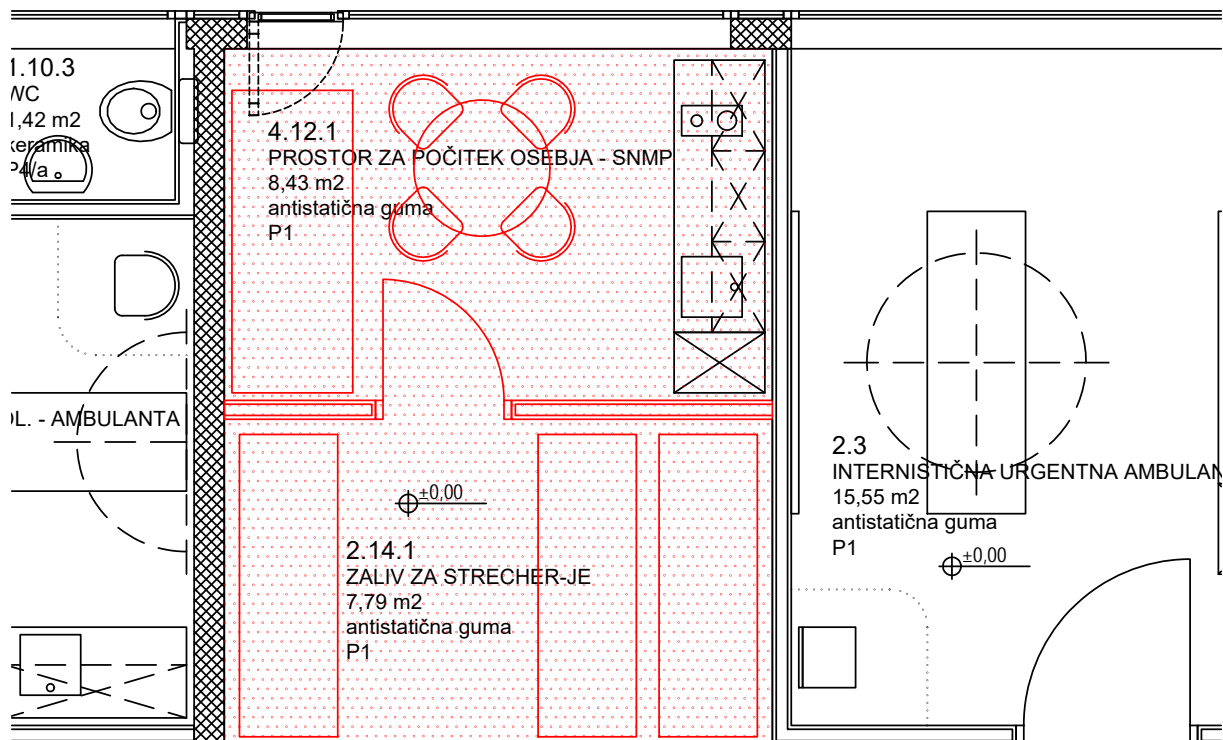 1.10.3
WC
1,42 m2
keramika
P4/a
4.12.1
PROSTOR ZA POČITEK OSEBJA - SNMP
8,43 m2
antistatična guma
P1
OL. - AMBULANTA
±0,00
2.14.1
ZALIV ZA STRECHER-JE
7,79 m2
antistatična guma
P1
2.3
INTERNISTIČNA URGENTNA AMBULAN
15,55 m2
antistatična guma
P1
±0,00